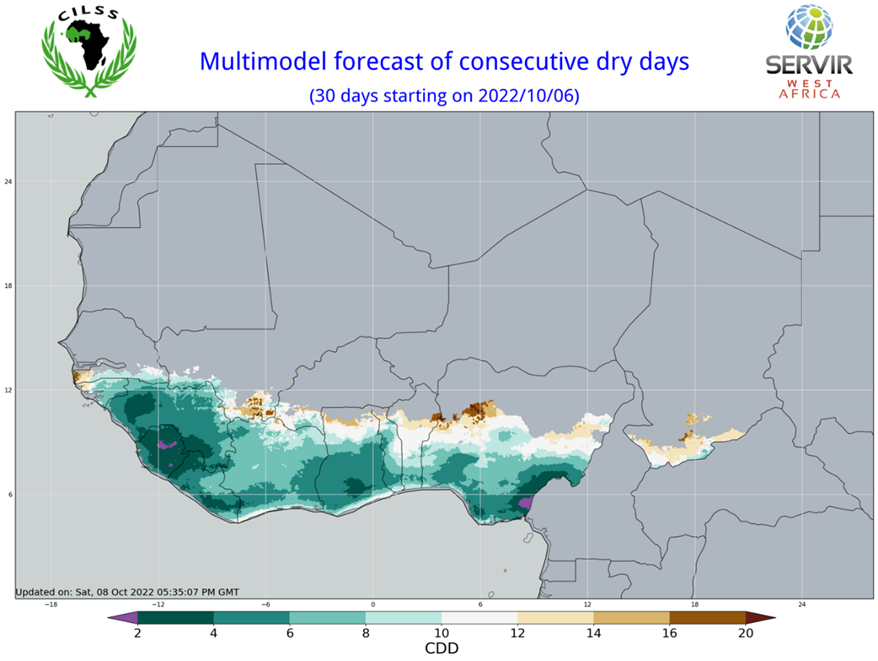 CILSS
Multimodel forecast of consecutive dry days
(30 days starting on 2022/10/06)
SERVIR
WEST
AFRICA
24
18
12
6
Updated on: Sat, 08 Oct 2022 05:35:07 PM GMT
−18 −12 −6 0 6 12 18 24
2 4 6 8 10 12 14 16 20
CDD